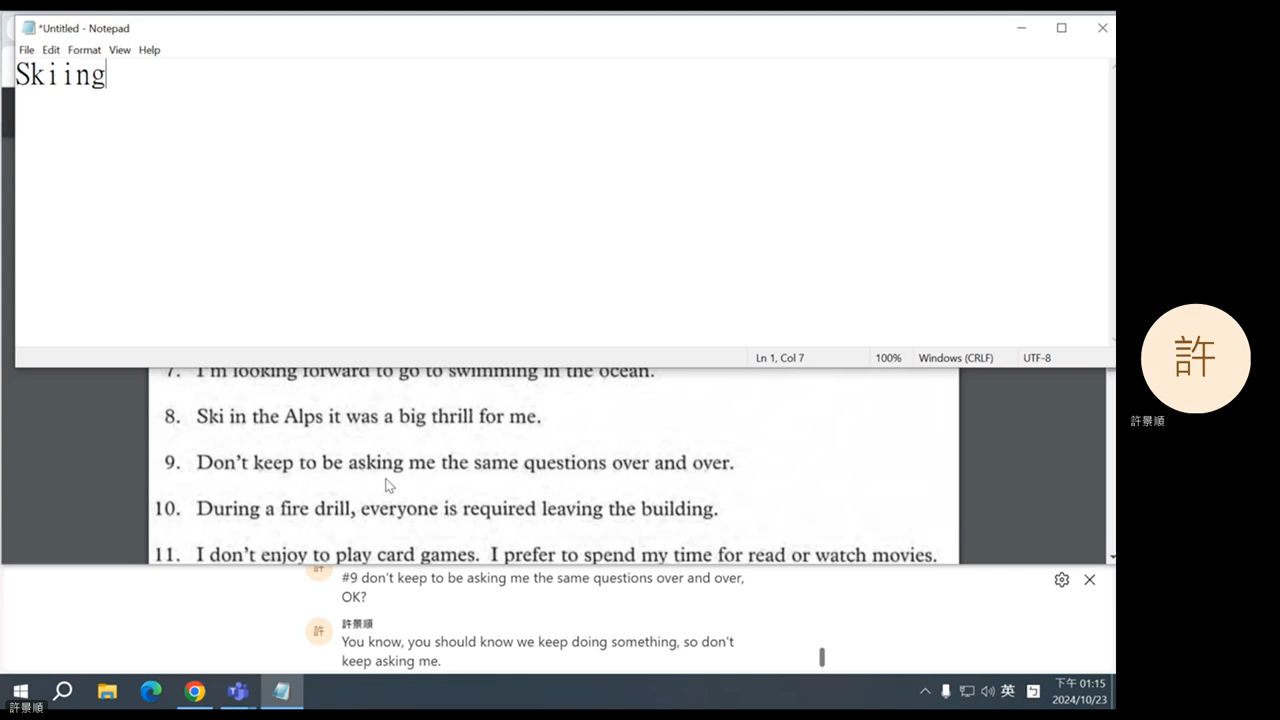 *Untitled - Notepad
File Edit Format View Help
Skiing
Ln 1, Col 7 100% Windows (CRLF) UTF-8
7. I'm looking forward to go to swimming in the ocean.
8. Ski in the Alps it was a big thrill for me.
9. Don't keep to be asking me the same questions over and over.
10. During a fire drill, everyone is required leaving the building.
11. I don't enjoy to play card games. I prefer to spend my time for read or watch movies.
許
#9 don't keep to be asking me the same questions over and over,
OK?
許景順
許
You know, you should know we keep doing something, so don't
keep asking me.
英 ㄅ 下午 01:15
2024/10/23
許景順
許
許景順